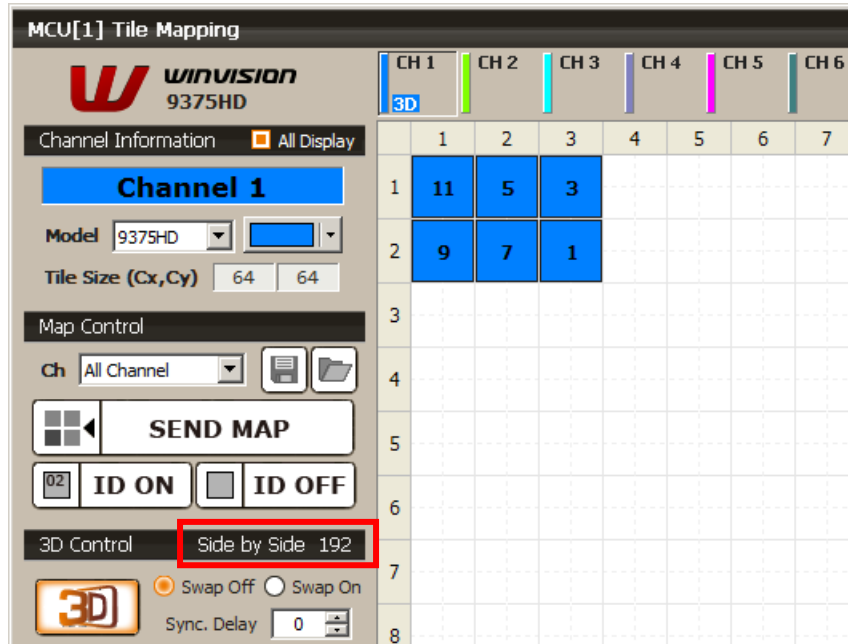 MCU[1] Tile Mapping
winvision
9375HD
CH 1 CH 2 CH 3 CH 4 CH 5 CH 6
3D
Channel Information All Display
Channel 1
Model 9375HD
Tile Size (Cx,Cy) 64 64
Map Control
Ch All Channel
SEND MAP
02 ID ON ID OFF
3D Control Side by Side 192
3D Swap Off Swap On
Sync. Delay 0
1 2 3 4 5 6 7
1 11 5 3
2 9 7 1
3
4
5
6
7
8